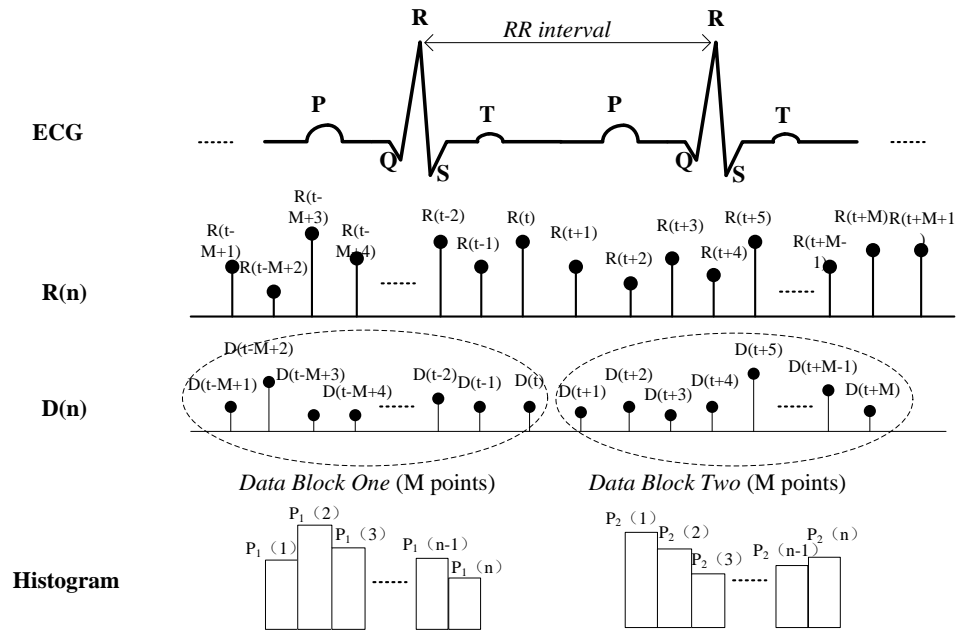 R
RR interval
R
P
T
P
T
ECG
Q
S
Q
S
R(t-
M+1)
R(t-M+2)
R(t-
M+3)
R(t-
M+4)
R(t-2)
R(t-1)
R(t)
R(t+1)
R(t+2)
R(t+3)
R(t+4)
R(t+5)
R(t+M-
1)
R(t+M)
R(t+M+1
)
R(n)
D(t-M+1)
D(t-M+2)
D(t-M+3)
D(t-M+4)
D(t-2)
D(t-1)
D(t)
D(t+1)
D(t+2)
D(t+3)
D(t+4)
D(t+5)
D(t+M-1)
D(t+M)
D(n)
Data Block One (M points)
Data Block Two (M points)
P₁（1）
P₁（2）
P₁（3）
P₁（n-1）
P₁（n）
P₂（1）
P₂（2）
P₂（3）
P₂（n-1）
P₂（n）
Histogram